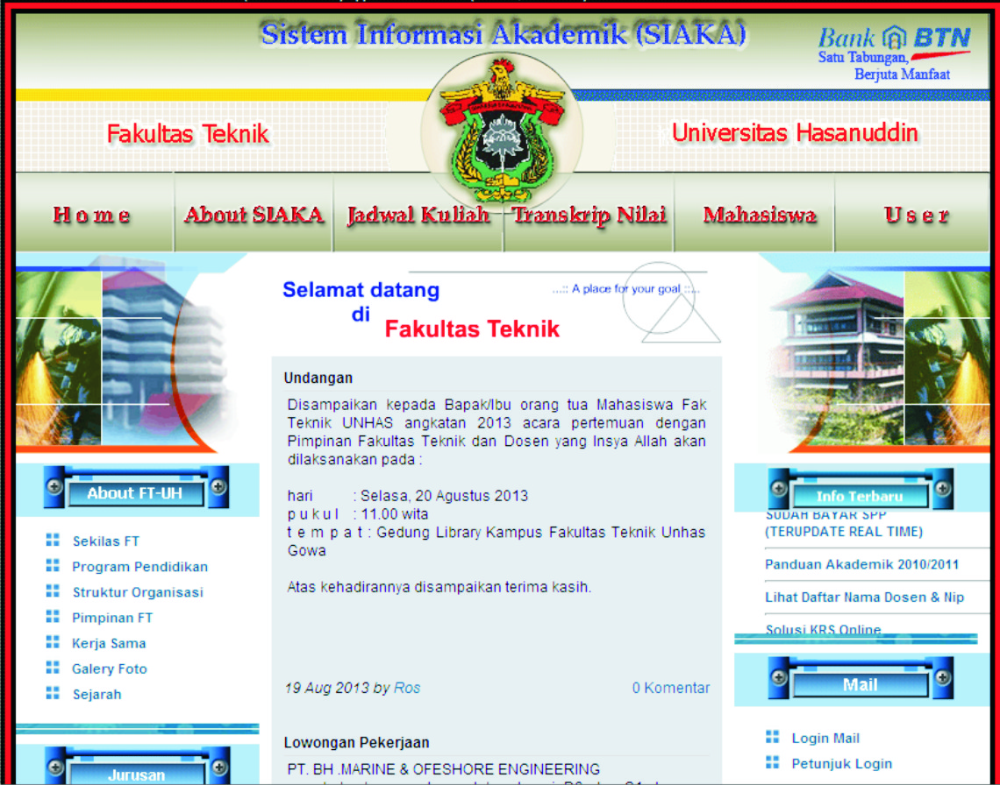 Sistem Informasi Akademik (SIAKA)
Bank BTN
Satu Tabungan,
Berjuta Manfaat
Fakultas Teknik
Universitas Hasanuddin
Home
About SIAKA
Jadwal Kuliah
Transkrip Nilai
Mahasiswa
User
Selamat datang
di
Fakultas Teknik
...:: A place for your goal ::...
Undangan
Disampaikan kepada Bapak/Ibu orang tua Mahasiswa Fak
Teknik UNHAS angkatan 2013 acara pertemuan dengan
Pimpinan Fakultas Teknik dan Dosen yang Insya Allah akan
dilaksanakan pada :
hari : Selasa, 20 Agustus 2013
p u k u l : 11.00 wita
t e m p a t : Gedung Library Kampus Fakultas Teknik Unhas
Gowa
Atas kehadirannya disampaikan terima kasih.
19 Aug 2013 by Ros
0 Komentar
Lowongan Pekerjaan
PT. BH .MARINE & OFESHORE ENGINEERING
About FT-UH
Sekilas FT
Program Pendidikan
Struktur Organisasi
Pimpinan FT
Kerja Sama
Galery Foto
Sejarah
Jurusan
Info Terbaru
SUDAH BAYAR SPP
(TERUPDATE REAL TIME)
Panduan Akademik 2010/2011
Lihat Daftar Nama Dosen & Nip
Solusi KRS Online
Mail
Login Mail
Petunjuk Login